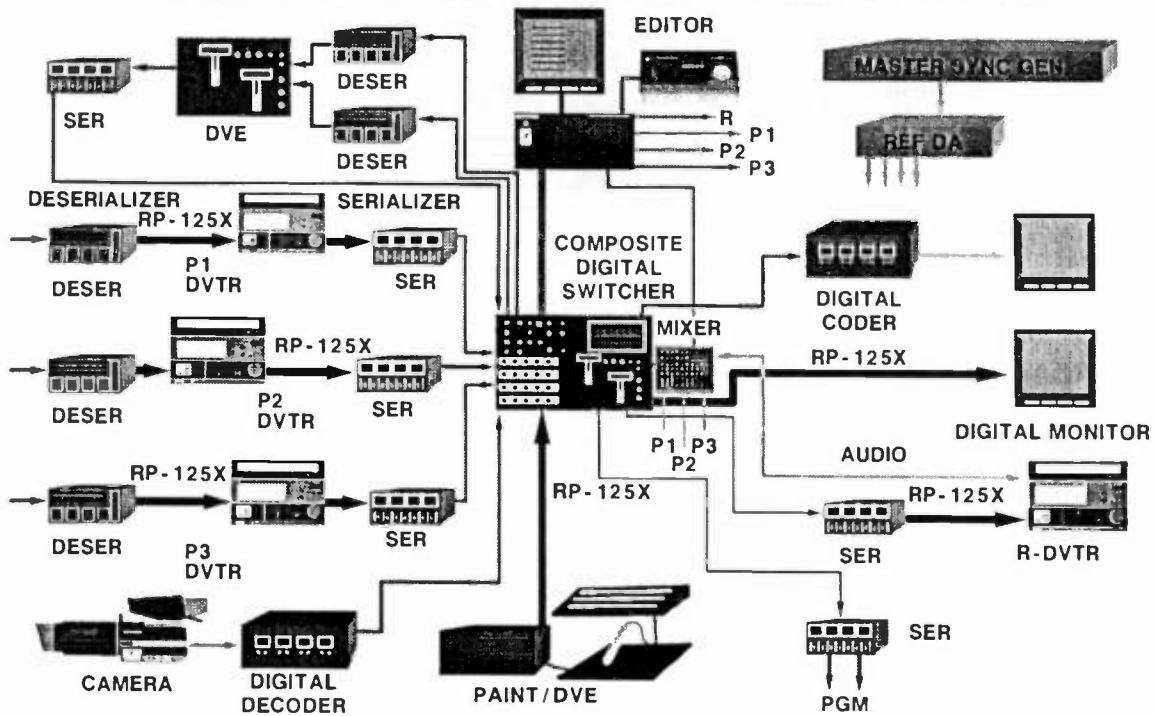 EDITOR
MASTER SYNC GEN
DESER
R
SER
DVE
P1
REF DA
P2
DESER
P3
DESERIALIZER
RP-125X
SERIALIZER
P1
DVTR
COMPOSITE
DIGITAL
SWITCHER
DESER
SER
DIGITAL
CODER
MIXER
RP-125X
RP-125X
P2
DVTR
DESER
SER
P1
P3
P2
DIGITAL MONITOR
AUDIO
RP-125X
RP-125X
RP-125X
DESER
SER
SER
R-DVTR
P3
DVTR
SER
CAMERA
DIGITAL
DECODER
PAINT/DVE
PGM